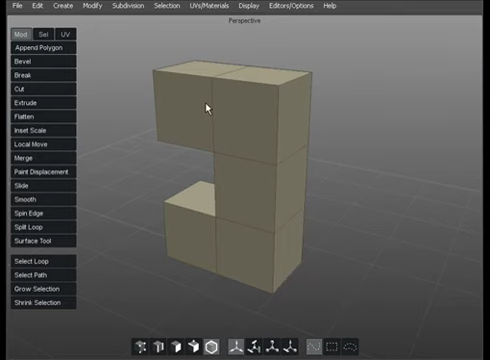 File Edit Create Modify Subdivision Selection UVs/Materials Display Editors/Options Help
Perspective
Mod Sel UV
Append Polygon
Bevel
Break
Cut
Extrude
Flatten
Inset Scale
Local Move
Merge
Paint Displacement
Slide
Smooth
Spin Edge
Split Loop
Surface Tool
Select Loop
Select Path
Grow Selection
Shrink Selection